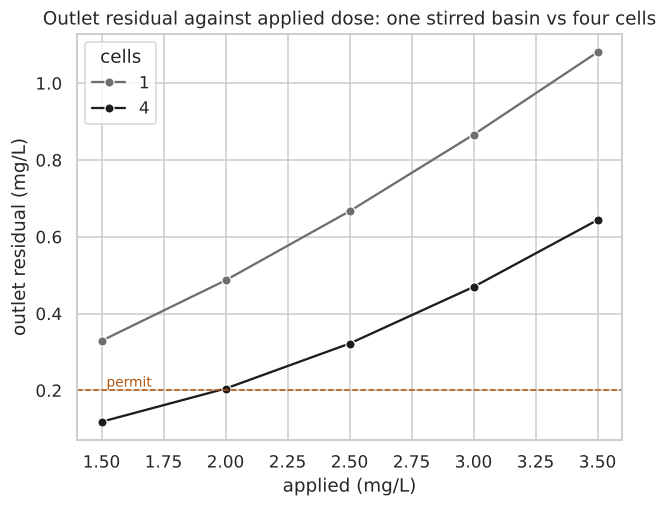 Outlet residual against applied dose: one stirred basin vs four cells
cells
1
4
1.0
0.8
0.6
0.4
0.2
outlet residual (mg/L)
permit
1.50 1.75 2.00 2.25 2.50 2.75 3.00 3.25 3.50
applied (mg/L)